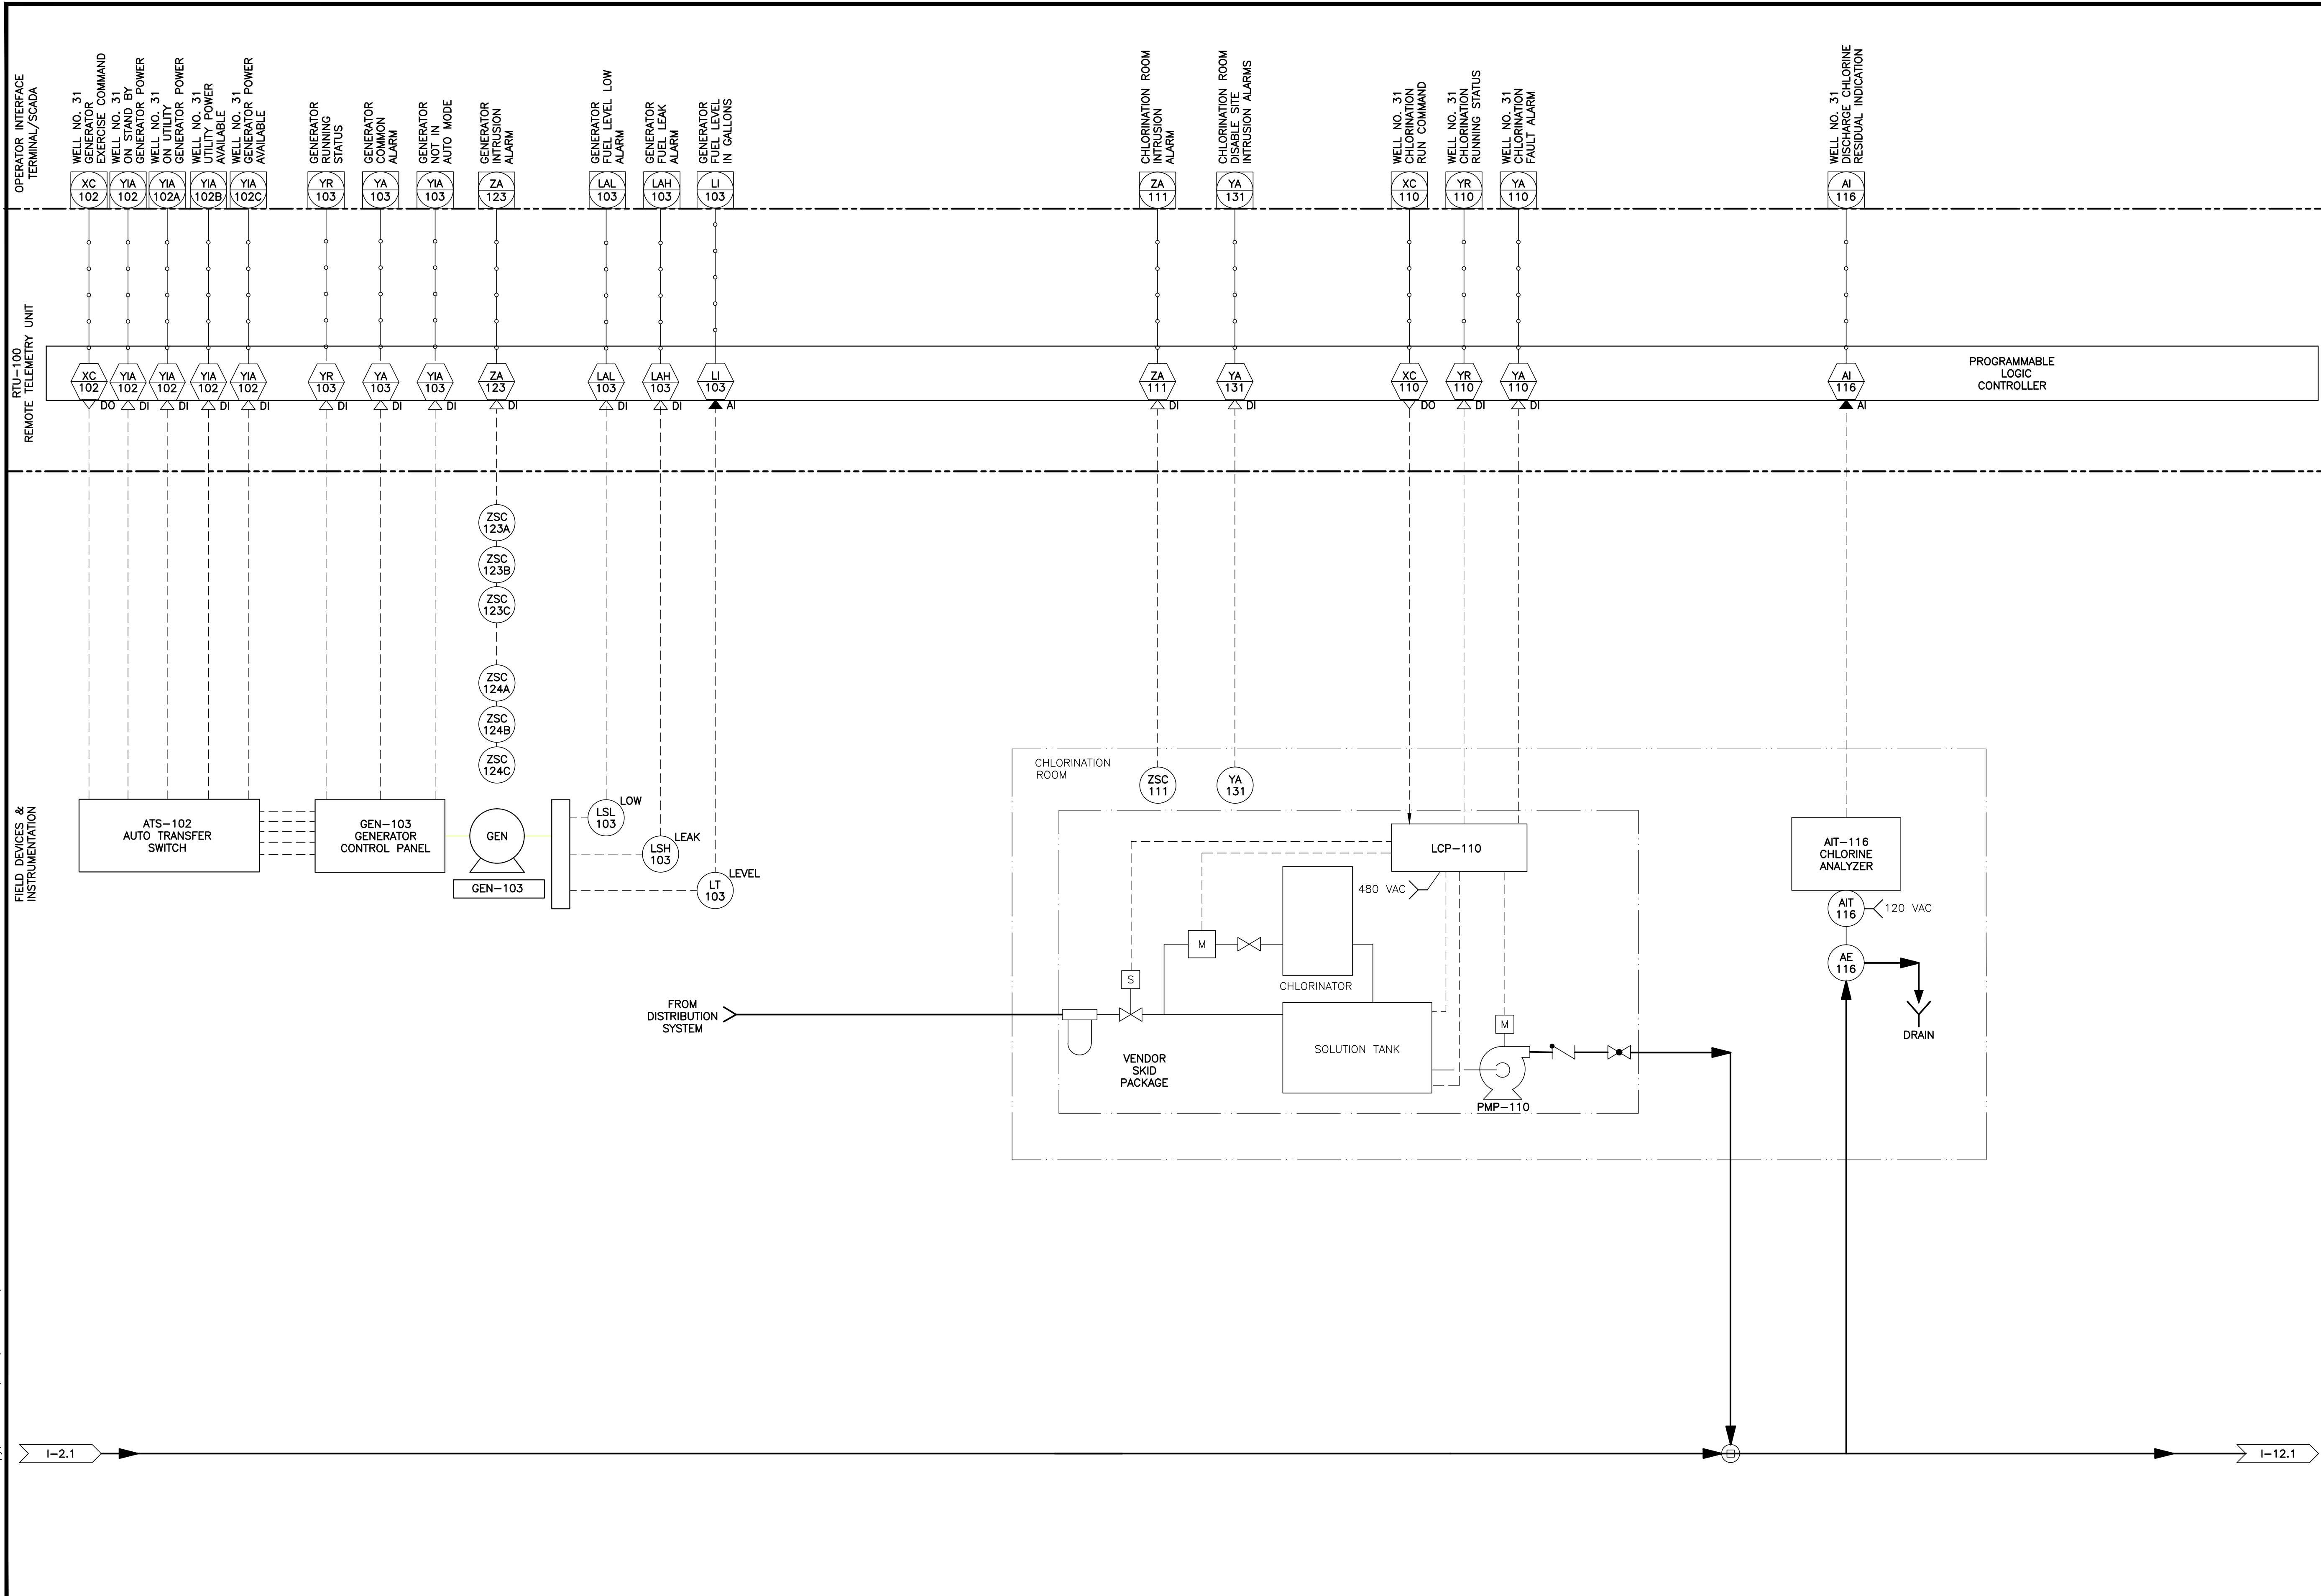 OPERATOR INTERFACE
TERMINAL/SCADA
WELL NO. 31
GENERATOR
EXERCISE COMMAND
WELL NO. 31
ON STAND BY
GENERATOR POWER
WELL NO. 31
ON UTILITY
GENERATOR POWER
WELL NO. 31
UTILITY POWER
AVAILABLE
WELL NO. 31
GENERATOR POWER
AVAILABLE
GENERATOR
RUNNING
STATUS
GENERATOR
COMMON
ALARM
GENERATOR
NOT IN
AUTO MODE
GENERATOR
INTRUSION
ALARM
GENERATOR
FUEL LEVEL LOW
ALARM
GENERATOR
FUEL LEAK
ALARM
GENERATOR
FUEL LEVEL
IN GALLONS
CHLORINATION ROOM
INTRUSION
ALARM
CHLORINATION ROOM
DISABLE SITE
INTRUSION ALARMS
WELL NO. 31
CHLORINATION
RUN COMMAND
WELL NO. 31
CHLORINATION
RUNNING STATUS
WELL NO. 31
CHLORINATION
FAULT ALARM
WELL NO. 31
DISCHARGE CHLORINE
RESIDUAL INDICATION
XC
102
YIA
102
YIA
102A
YIA
102B
YIA
102C
YR
103
YA
103
YIA
103
ZA
123
LAL
103
LAH
103
LI
103
ZA
111
YA
131
XC
110
YR
110
YA
110
AI
116
RTU-100
REMOTE TELEMETRY UNIT
XC
102
DO
YIA
102
DI
YIA
102
DI
YIA
102
DI
YIA
102
DI
YR
103
DI
YA
103
DI
YIA
103
DI
ZA
123
DI
LAL
103
DI
LAH
103
DI
LI
103
AI
ZA
111
DI
YA
131
DI
XC
110
DO
YR
110
DI
YA
110
DI
AI
116
AI
PROGRAMMABLE
LOGIC
CONTROLLER
ZSC
123A
ZSC
123B
ZSC
123C
ZSC
124A
ZSC
124B
ZSC
124C
FIELD DEVICES &
INSTRUMENTATION
ATS-102
AUTO TRANSFER
SWITCH
GEN-103
GENERATOR
CONTROL PANEL
GEN
GEN-103
LSL
103
LOW
LSH
103
LEAK
LT
103
LEVEL
CHLORINATION
ROOM
ZSC
111
YA
131
LCP-110
480 VAC
M
S
CHLORINATOR
SOLUTION TANK
M
PMP-110
VENDOR
SKID
PACKAGE
FROM
DISTRIBUTION
SYSTEM
AIT-116
CHLORINE
ANALYZER
AIT
116
120 VAC
AE
116
DRAIN
I-2.1
I-12.1